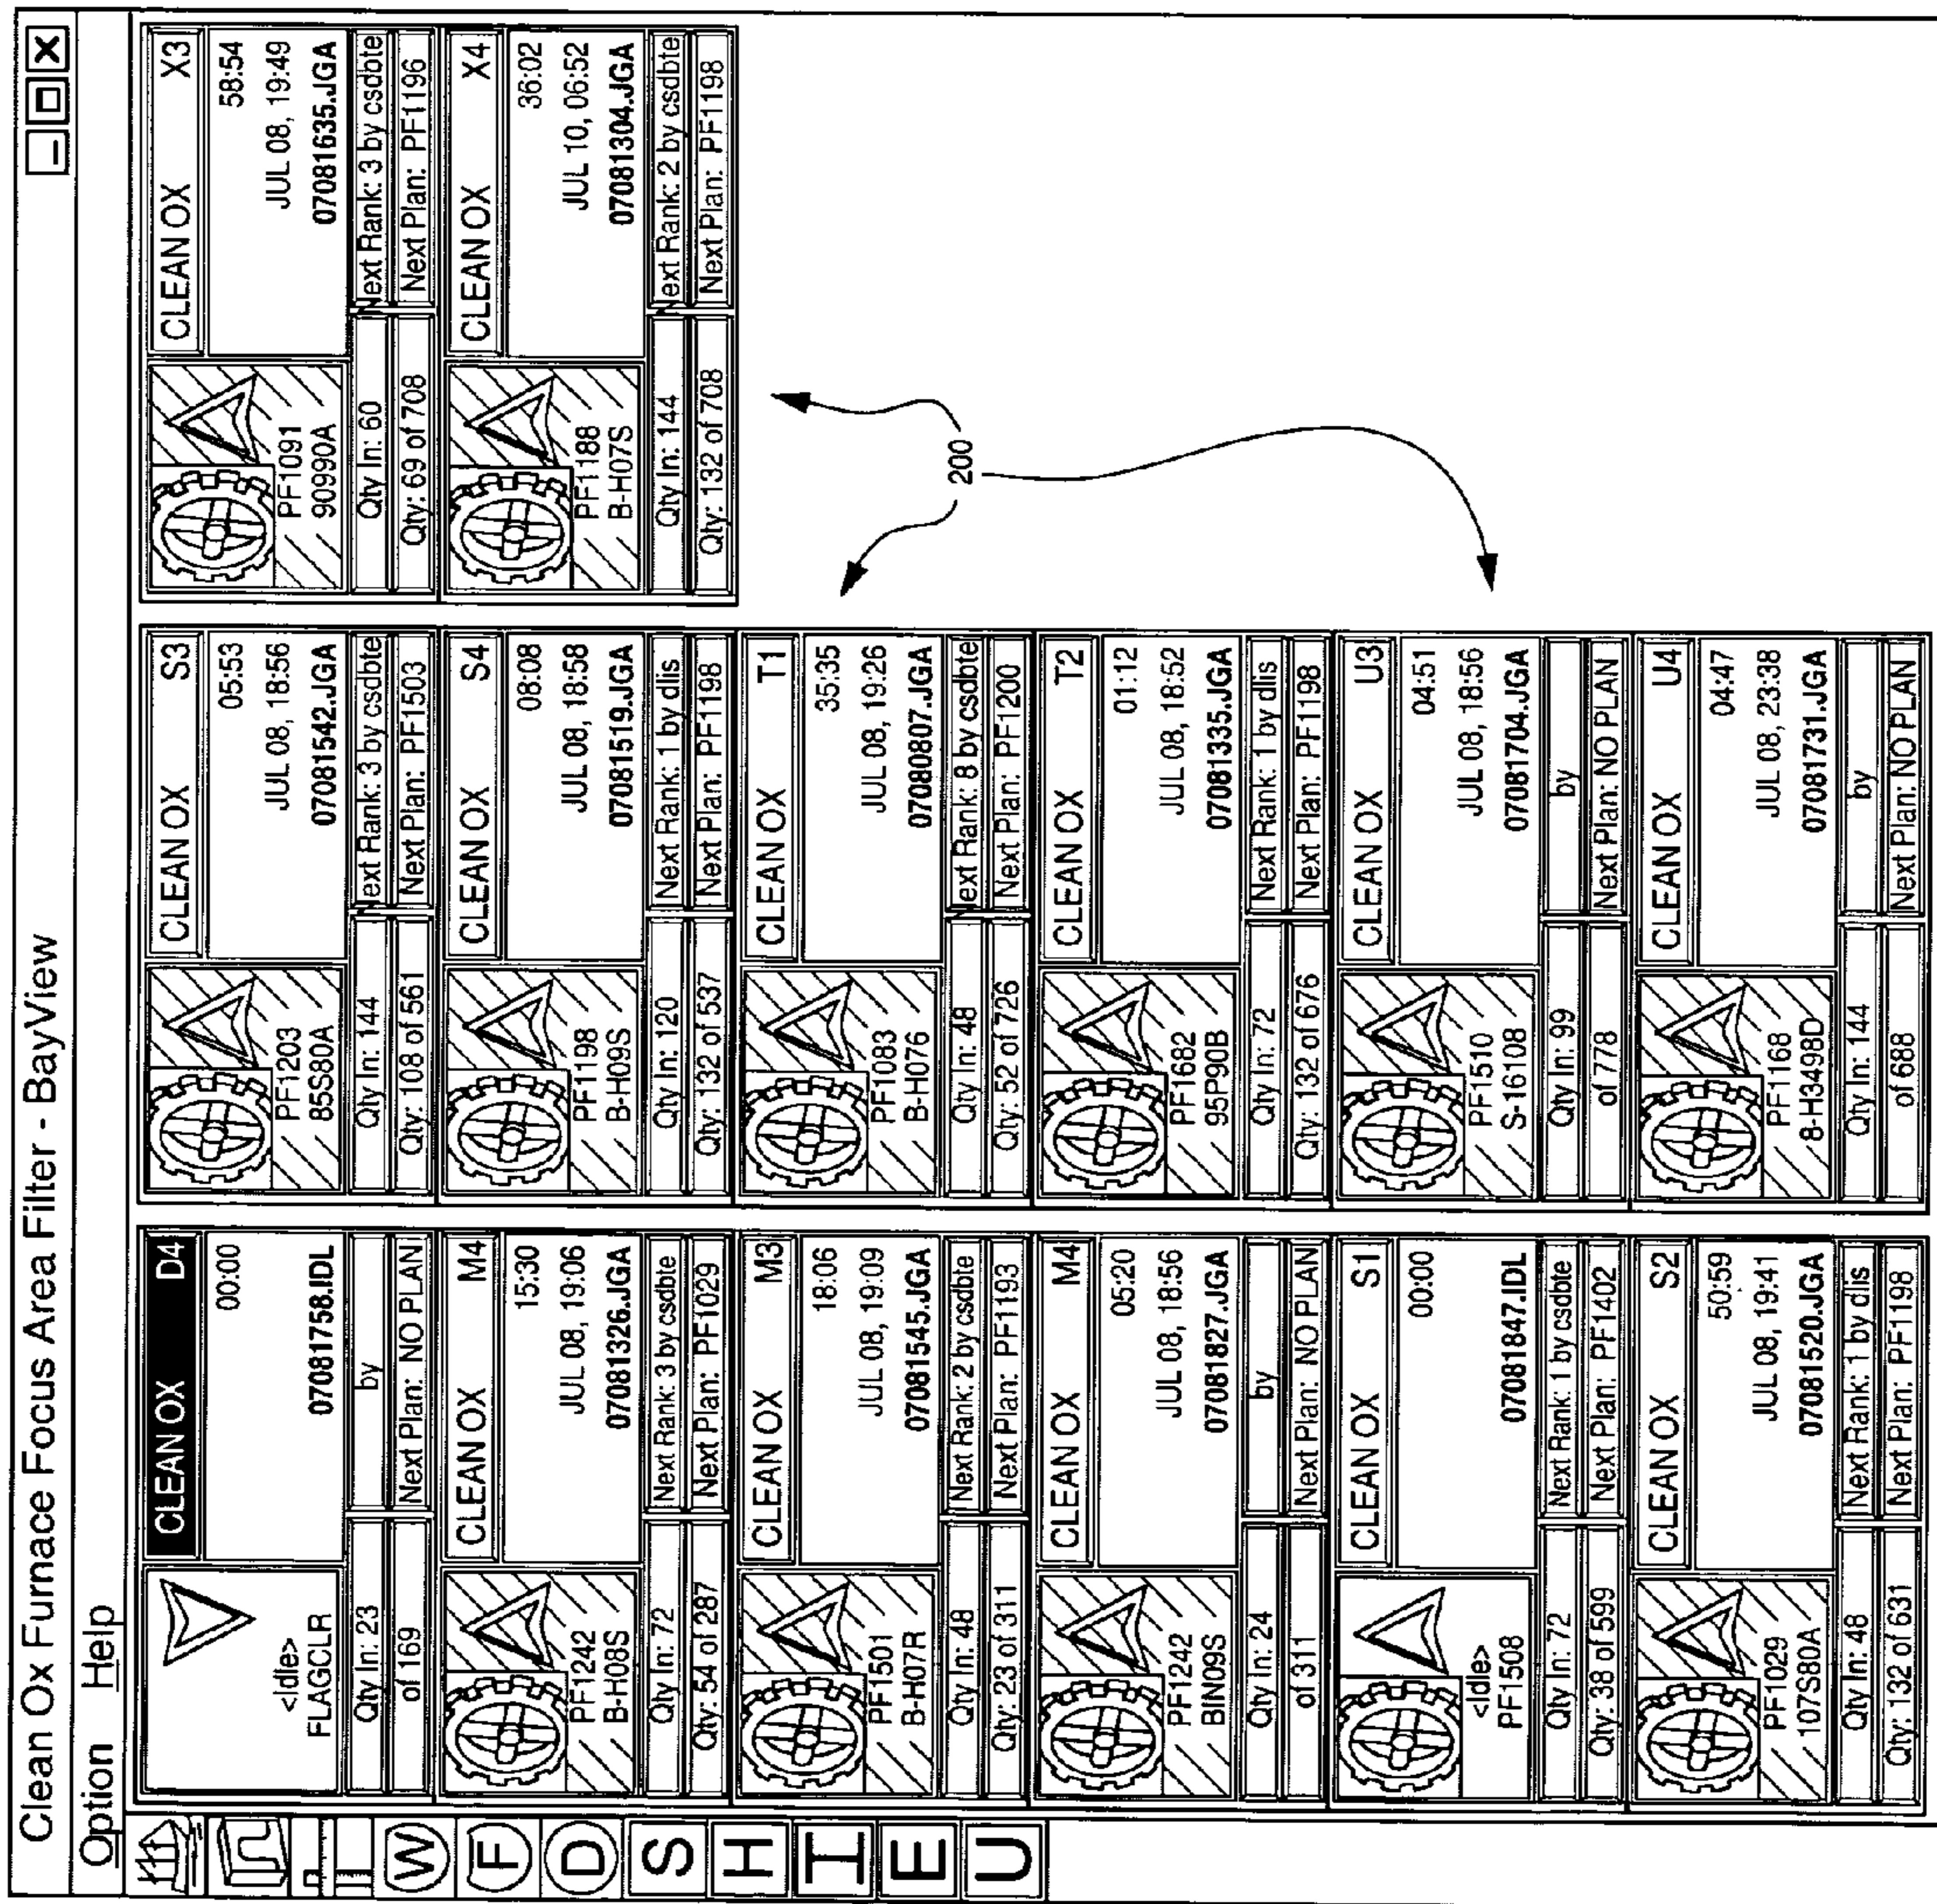 Clean Ox Furnace Focus Area Filter - BayView
Option Help
W
F
D
S
H
I
E
U
CLEAN OX D4
00:00
07081758.IDL
<Idle>
FLAGCLR
Qty In: 23
by
of 169
Next Plan: NO PLAN
CLEAN OX M4
15:30
JUL 08, 19:06
07081326.JGA
PF1242
B-H08S
Qty In: 72
Next Rank: 3 by csdbte
Qty: 54 of 287
Next Plan: PF1029
CLEAN OX M3
18:06
JUL 08, 19:09
07081545.JGA
PF1501
B-H07R
Qty In: 48
Next Rank: 2 by csdbte
Qty: 23 of 311
Next Plan: PF1193
CLEAN OX M4
05:20
JUL 08, 18:56
07081827.JGA
PF1242
BIN09S
Qty In: 24
by
of 311
Next Plan: NO PLAN
CLEAN OX S1
00:00
07081847.IDL
<Idle>
PF1508
Qty In: 72
Next Rank: 1 by csdbte
Qty: 38 of 599
Next Plan: PF1402
CLEAN OX S2
50:59
JUL 08, 19:41
07081520.JGA
PF1029
107S80A
Qty In: 48
Next Rank: 1 by dis
Qty: 132 of 631
Next Plan: PF1198
CLEAN OX S3
05:53
JUL 08, 18:56
07081542.JGA
PF1203
85S80A
Qty In: 144
Next Rank: 3 by csdbte
Qty: 108 of 561
Next Plan: PF1503
CLEAN OX S4
08:08
JUL 08, 18:58
07081519.JGA
PF1198
B-H09S
Qty In: 120
Next Rank: 1 by dis
Qty: 132 of 537
Next Plan: PF1198
CLEAN OX T1
35:35
JUL 08, 19:26
07080807.JGA
PF1083
B-H076
Qty In: 48
Next Rank: 8 by csdbte
Qty: 52 of 726
Next Plan: PF1200
CLEAN OX T2
01:12
JUL 08, 18:52
07081335.JGA
PF1682
95P90B
Qty In: 72
Next Rank: 1 by dis
Qty: 132 of 676
Next Plan: PF1198
CLEAN OX U3
04:51
JUL 08, 18:56
07081704.JGA
PF1510
S-16108
Qty In: 99
by
of 778
Next Plan: NO PLAN
CLEAN OX U4
04:47
JUL 08, 23:38
07081731.JGA
PF1168
8-H3498D
Qty In: 144
by
of 688
Next Plan: NO PLAN
CLEAN OX X3
58:54
JUL 08, 19:49
07081635.JGA
PF1091
90990A
Qty In: 60
Next Rank: 3 by csdbte
Qty: 69 of 708
Next Plan: PF1196
CLEAN OX X4
36:02
JUL 10, 06:52
07081304.JGA
PF1188
B-H07S
Qty In: 144
Next Rank: 2 by csdbte
Qty: 132 of 708
Next Plan: PF1198
200